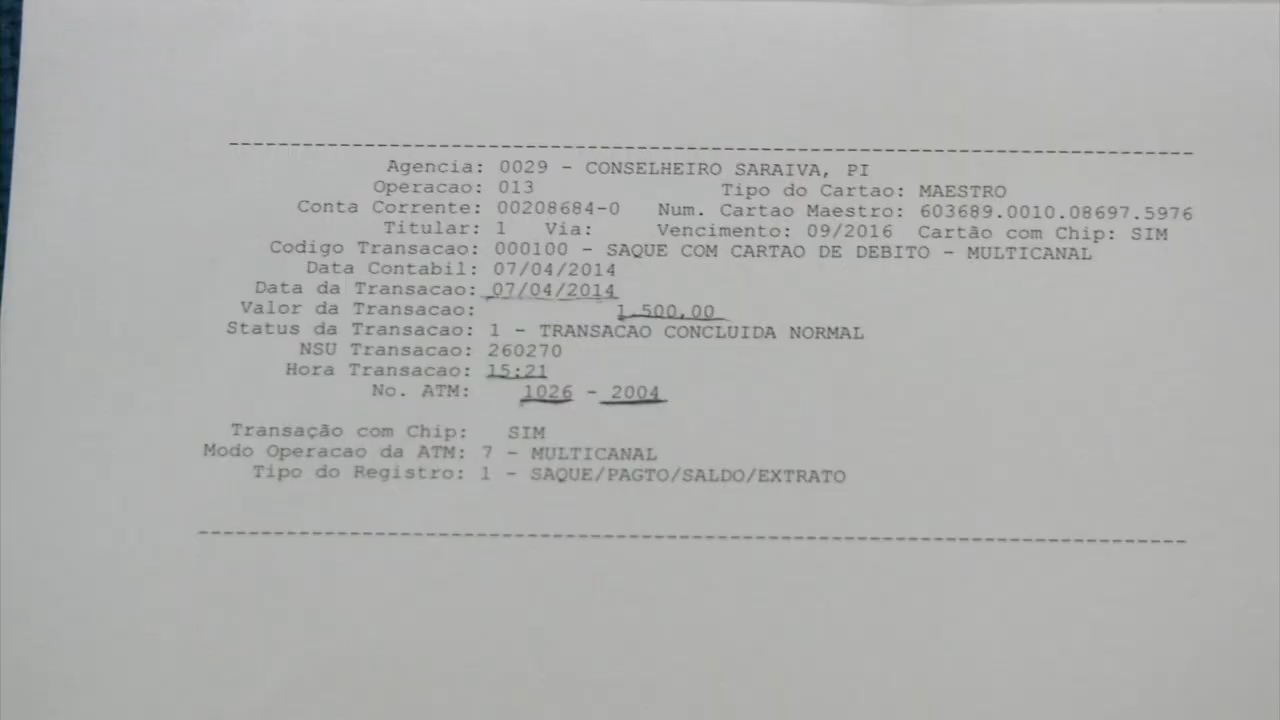 Agencia: 0029 - CONSELHEIRO SARAIVA, PI
Operacao: 013 Tipo do Cartao: MAESTRO
Conta Corrente: 00208684-0 Num. Cartao Maestro: 603689.0010.08697.5976
Titular: 1 Via: Vencimento: 09/2016 Cartão com Chip: SIM
Codigo Transacao: 000100 - SAQUE COM CARTAO DE DEBITO - MULTICANAL
Data Contabil: 07/04/2014
Data da Transacao: 07/04/2014
Valor da Transacao: 1.500,00
Status da Transacao: 1 - TRANSACAO CONCLUIDA NORMAL
NSU Transacao: 260270
Hora Transacao: 15:21
No. ATM: 1026 - 2004
Transação com Chip: SIM
Modo Operacao da ATM: 7 - MULTICANAL
Tipo do Registro: 1 - SAQUE/PAGTO/SALDO/EXTRATO